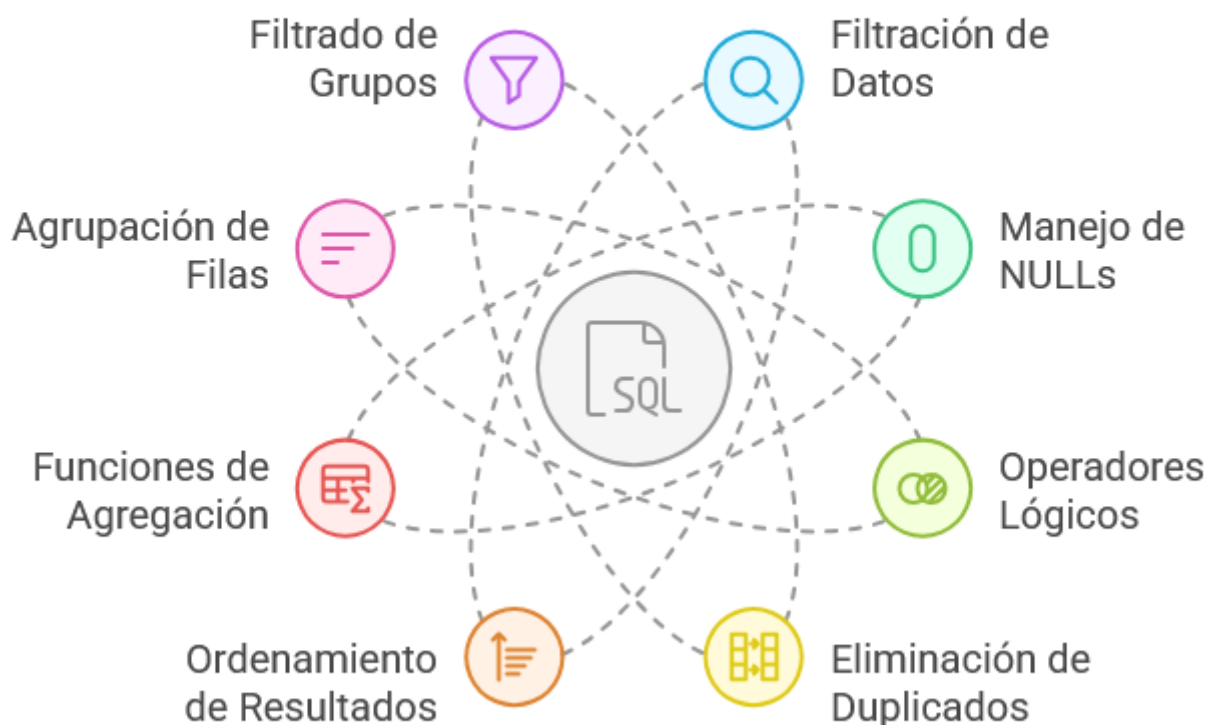 Filtrado de
Grupos
Filtración de
Datos
Agrupación de
Filas
Manejo de
NULLs
SQL
Funciones de
Agregación
Operadores
Lógicos
Ordenamiento
de Resultados
Eliminación de
Duplicados